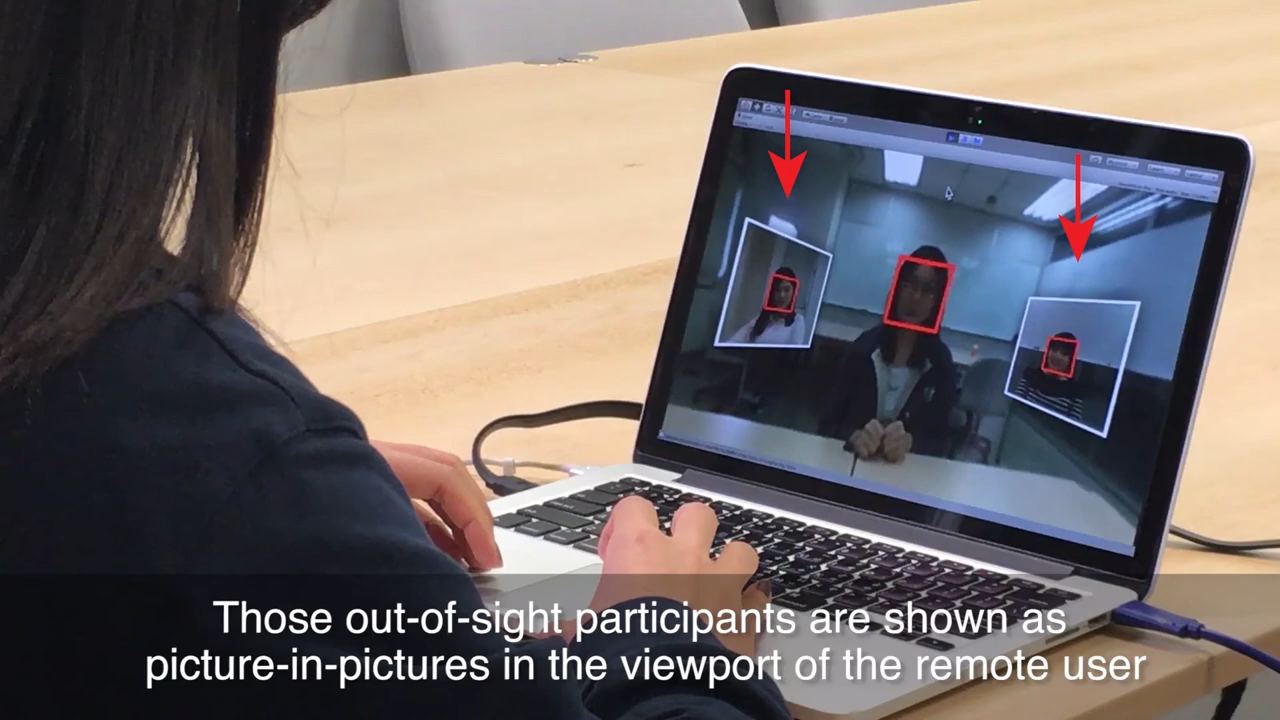 Those out-of-sight participants are shown as
picture-in-pictures in the viewport of the remote user